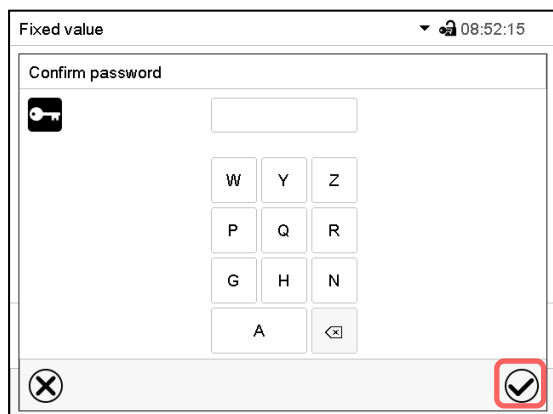 Fixed value 08:52:15
Confirm password
W Y Z
P Q R
G H N
A